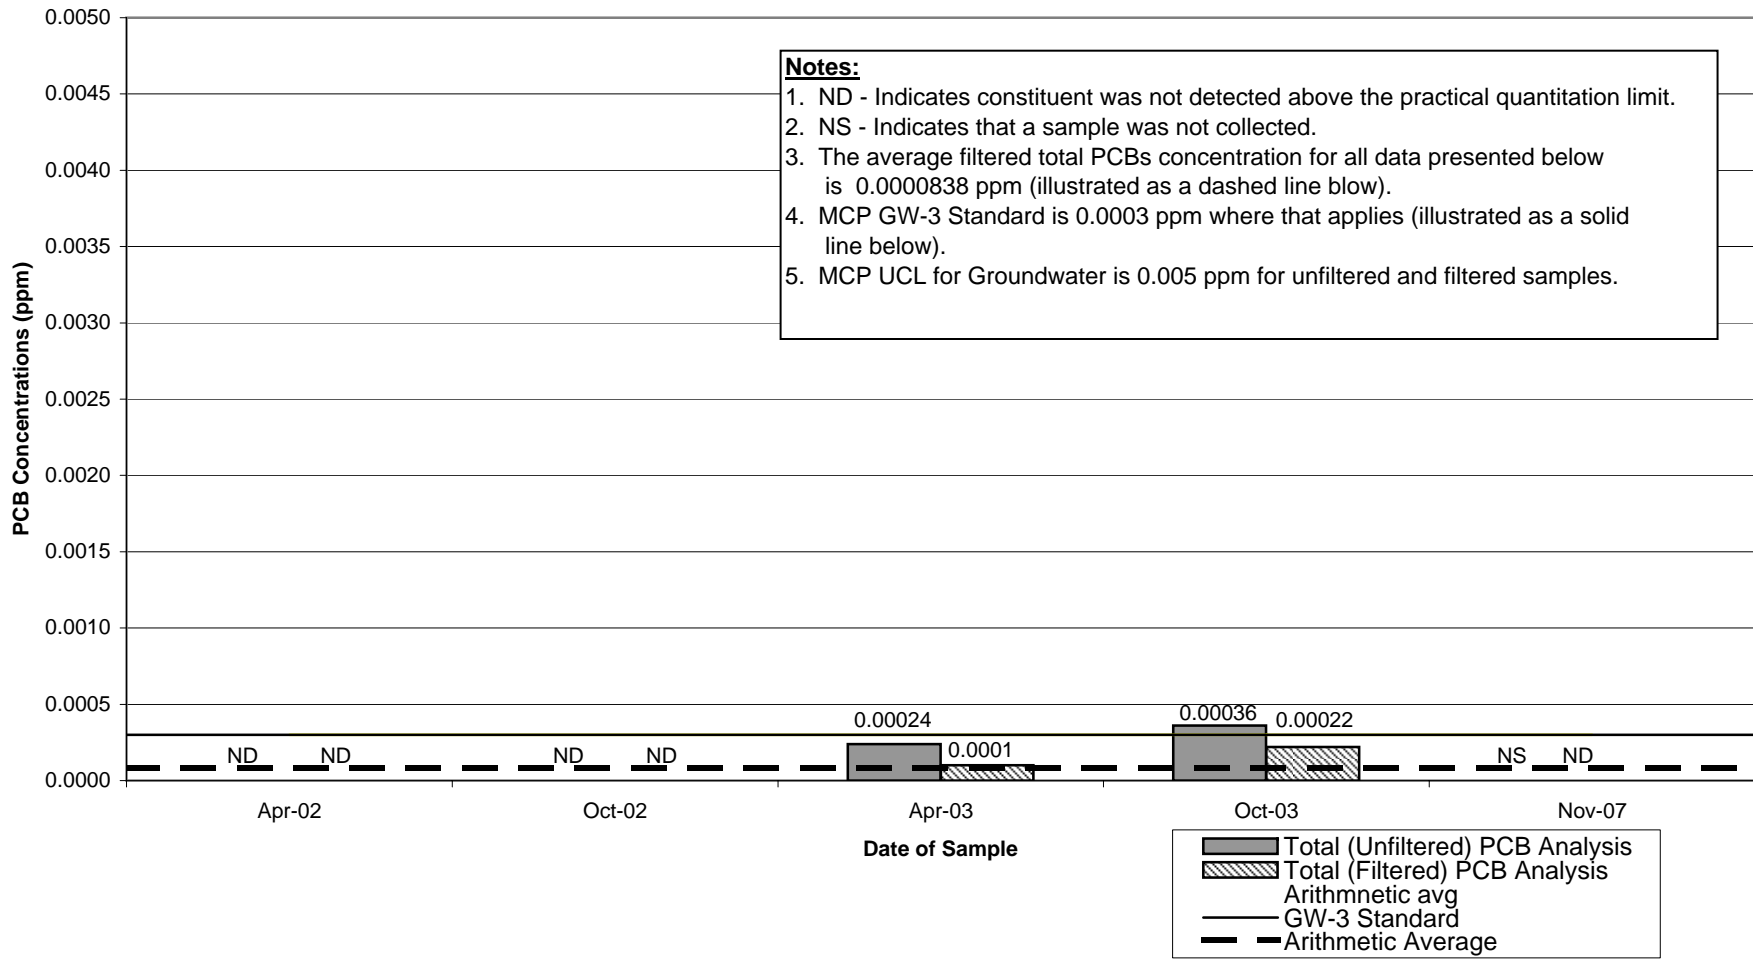 0.0050
0.0045
0.0040
0.0035
0.0030
0.0025
0.0020
0.0015
0.0010
0.0005
0.0000
PCB Concentrations (ppm)
Notes:
1. ND - Indicates constituent was not detected above the practical quantitation limit.
2. NS - Indicates that a sample was not collected.
3. The average filtered total PCBs concentration for all data presented below
is 0.0000838 ppm (illustrated as a dashed line blow).
4. MCP GW-3 Standard is 0.0003 ppm where that applies (illustrated as a solid
line below).
5. MCP UCL for Groundwater is 0.005 ppm for unfiltered and filtered samples.
ND ND ND ND 0.00024 0.0001 0.00036 0.00022 NS ND
Apr-02 Oct-02 Apr-03 Oct-03 Nov-07
Date of Sample
Total (Unfiltered) PCB Analysis
Total (Filtered) PCB Analysis
Arithmnetic avg
GW-3 Standard
Arithmetic Average